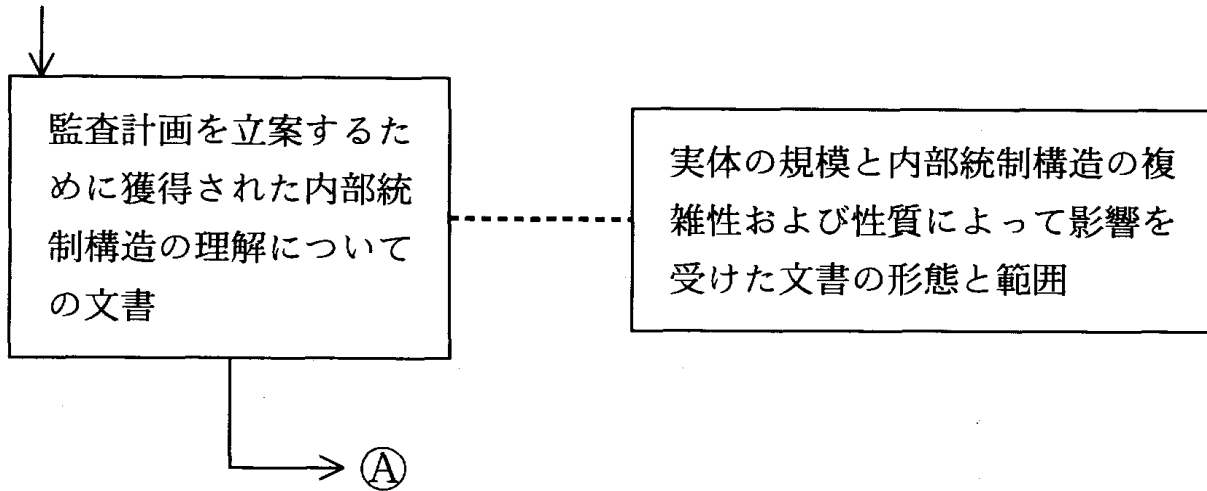 監査計画を立案するた
めに獲得された内部統
制構造の理解について
の文書
実体の規模と内部統制構造の複
雑性および性質によって影響を
受けた文書の形態と範囲
Ⓐ